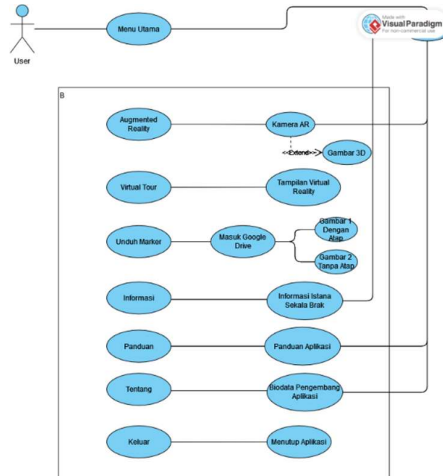 Made with
Visual Paradigm
For non-commercial use
Menu Utama
User
B
Augmented
Reality
Kamera AR
<<Extend>>
Gambar 3D
Virtual Tour
Tampilan Virtual
Reality
Unduh Marker
Masuk Google
Drive
Gambar 1
Dengan
Atap
Gambar 2
Tanpa Atap
Informasi
Informasi Istana
Sekala Brak
Panduan
Panduan Aplikasi
Tentang
Biodata Pengembang
Aplikasi
Keluar
Menutup Aplikasi